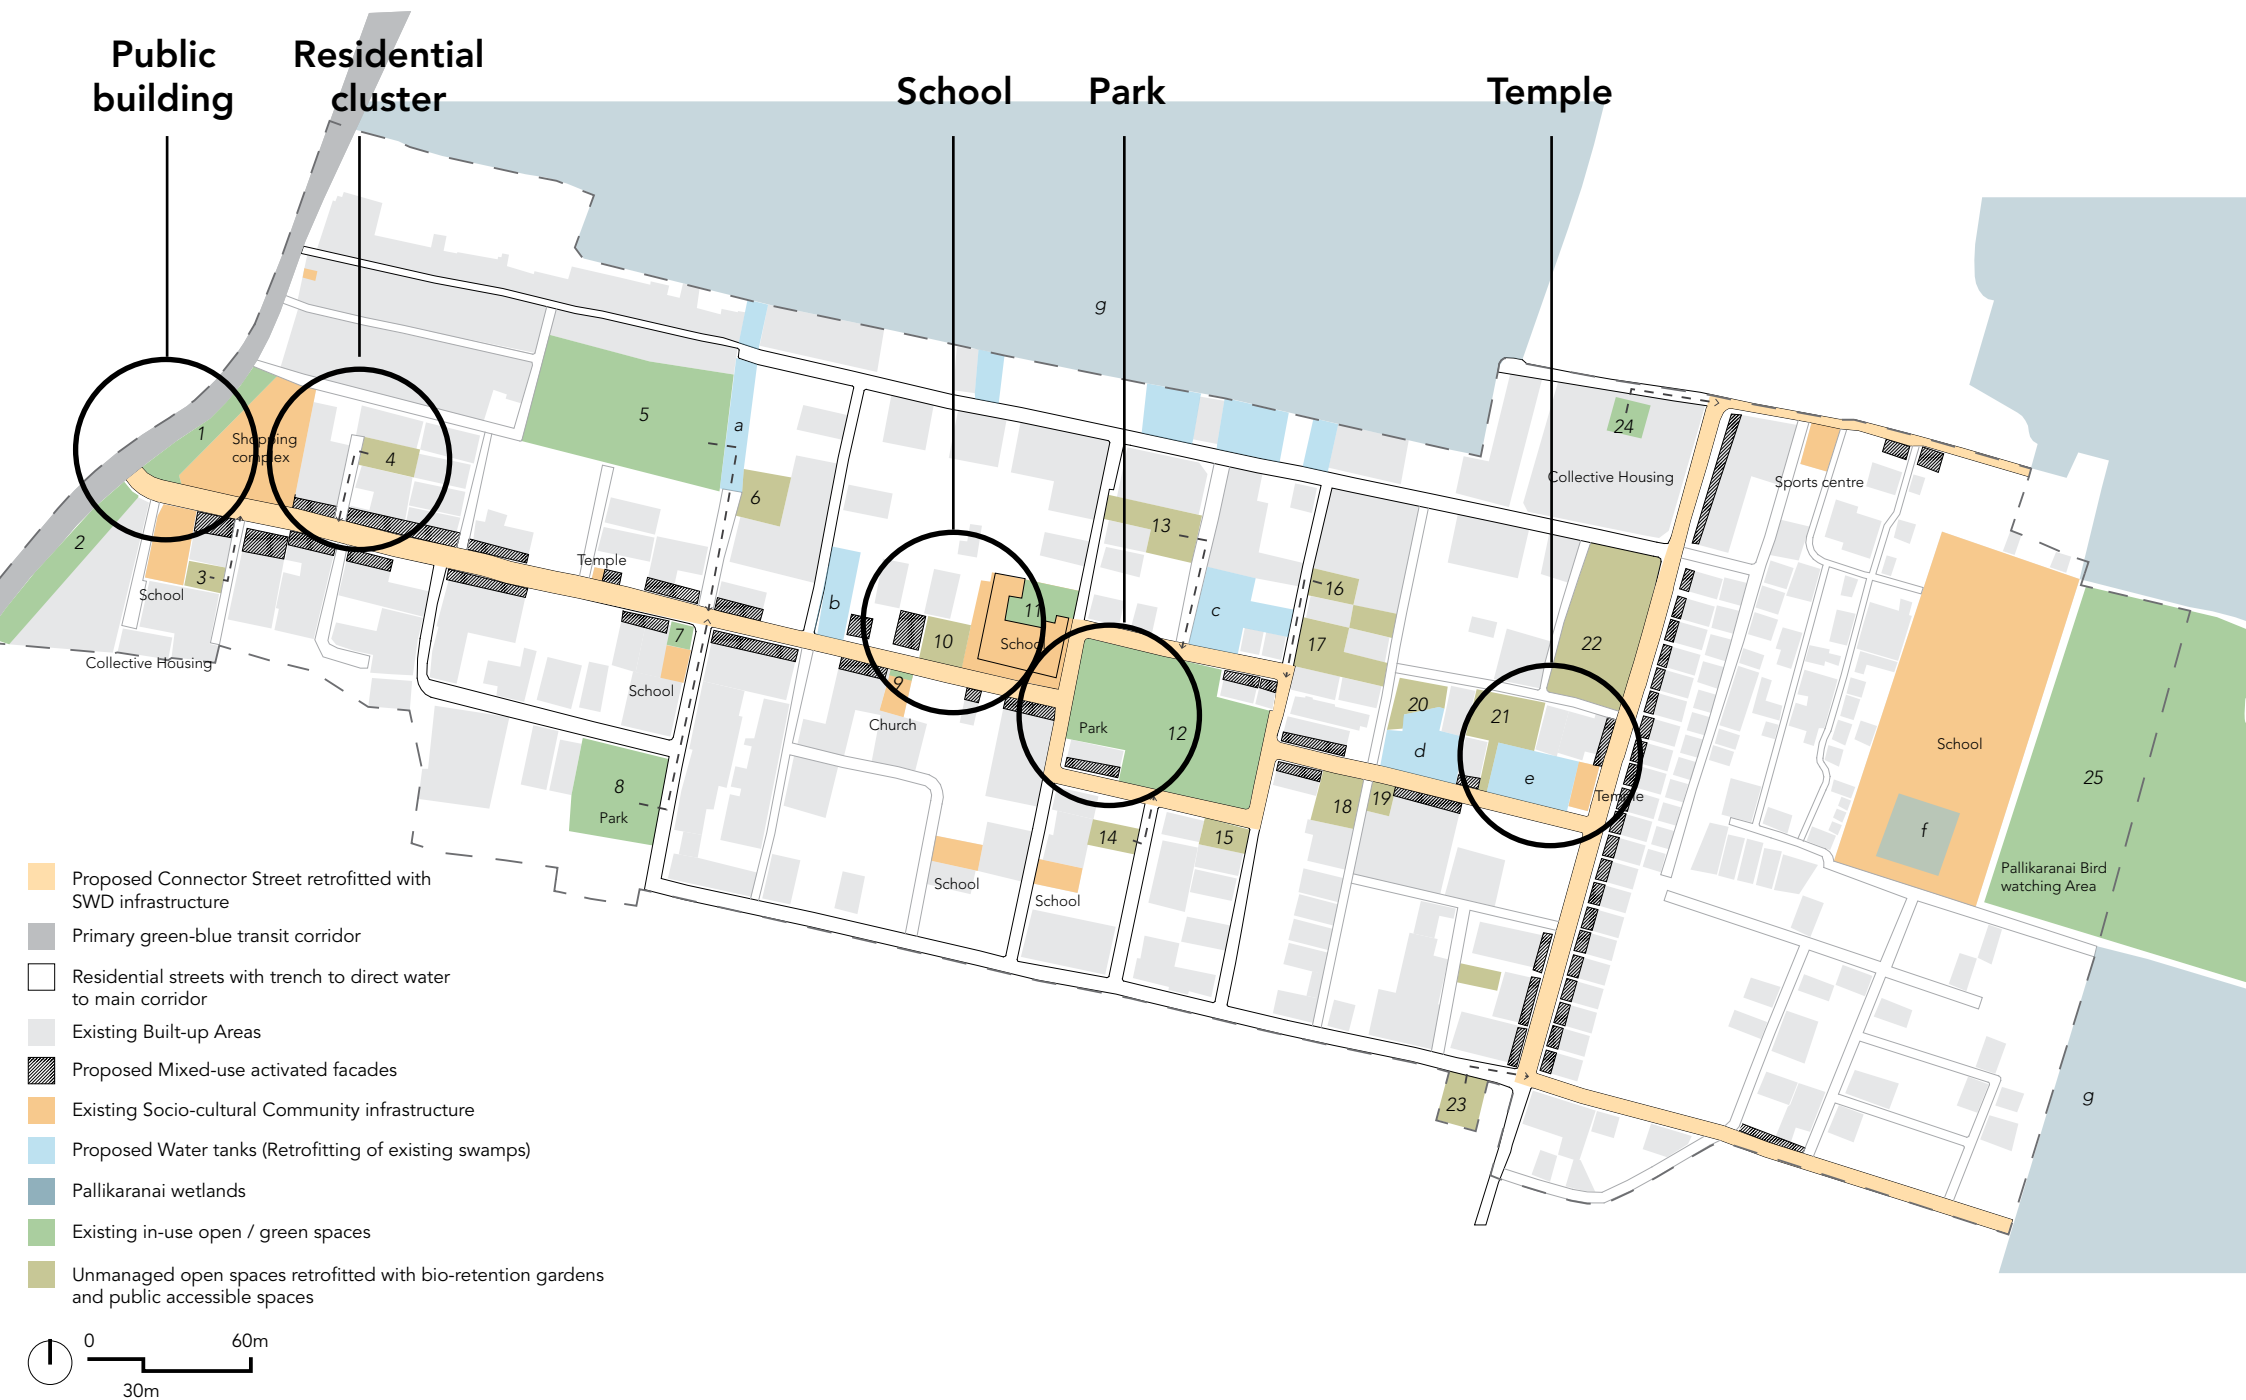 Public
building
Residential
cluster
School
Park
Temple
g
1
Shopping
complex
2
3
School
Collective Housing
4
5
a
6
Temple
7
School
8
Park
b
9
Church
10
11
School
Park
12
13
c
14
15
School
School
16
17
18
19
20
21
22
d
e
Temple
23
24
Collective Housing
Sports centre
School
f
25
Pallikaranai Bird
watching Area
g
Proposed Connector Street retrofitted with
SWD infrastructure
Primary green-blue transit corridor
Residential streets with trench to direct water
to main corridor
Existing Built-up Areas
Proposed Mixed-use activated facades
Existing Socio-cultural Community infrastructure
Proposed Water tanks (Retrofitting of existing swamps)
Pallikaranai wetlands
Existing in-use open / green spaces
Unmanaged open spaces retrofitted with bio-retention gardens
and public accessible spaces
0
60m
30m